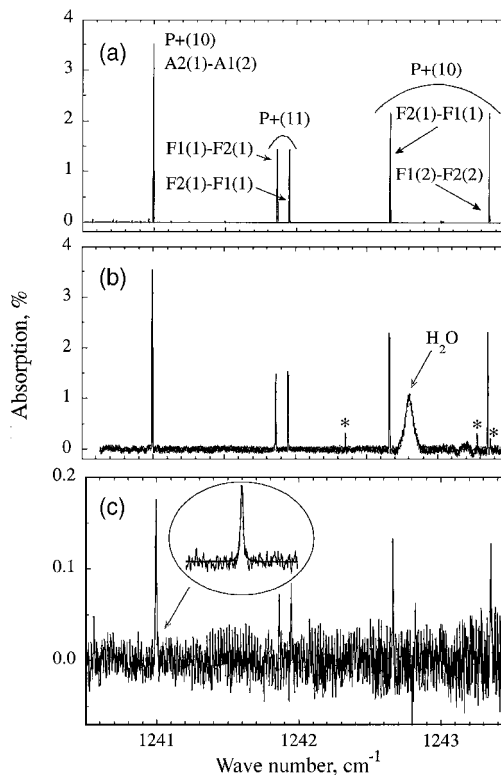 4
(a)
P+(10)
A2(1)-A1(2)
P+(10)
3
P+(11)
F2(1)-F1(1)
2
F1(1)-F2(1)
1
F2(1)-F1(1)
F1(2)-F2(2)
0
4
(b)
3
H2O
2
1
*
*
*
0
Absorption, %
0.2
(c)
0.1
0.0
1241
1242
1243
Wave number, cm-1